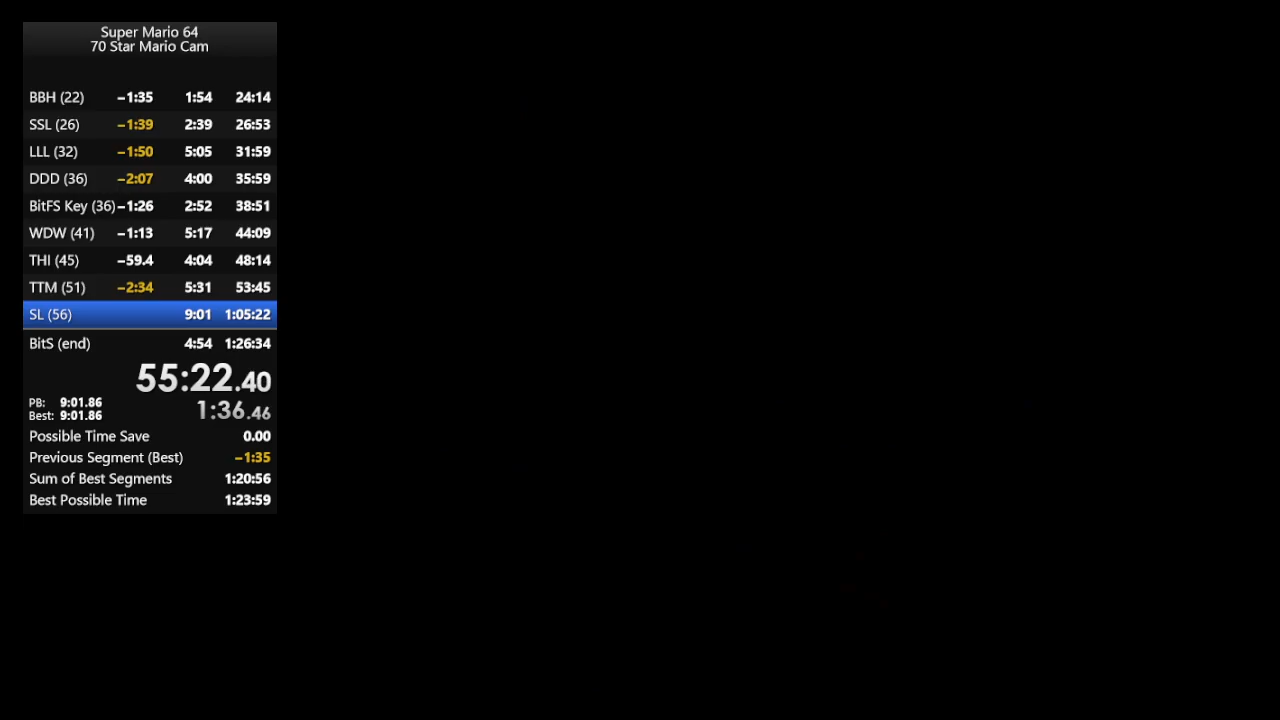 Super Mario 64
70 Star Mario Cam
BBH (22) −1:35 1:54 24:14
SSL (26) −1:39 2:39 26:53
LLL (32) −1:50 5:05 31:59
DDD (36) −2:07 4:00 35:59
BitFS Key (36) −1:26 2:52 38:51
WDW (41) −1:13 5:17 44:09
THI (45) −59.4 4:04 48:14
TTM (51) −2:34 5:31 53:45
SL (56) 9:01 1:05:22
BitS (end) 4:54 1:26:34
55:22.40
PB: 9:01.86
Best: 9:01.86
1:36.46
Possible Time Save 0.00
Previous Segment (Best) −1:35
Sum of Best Segments 1:20:56
Best Possible Time 1:23:59